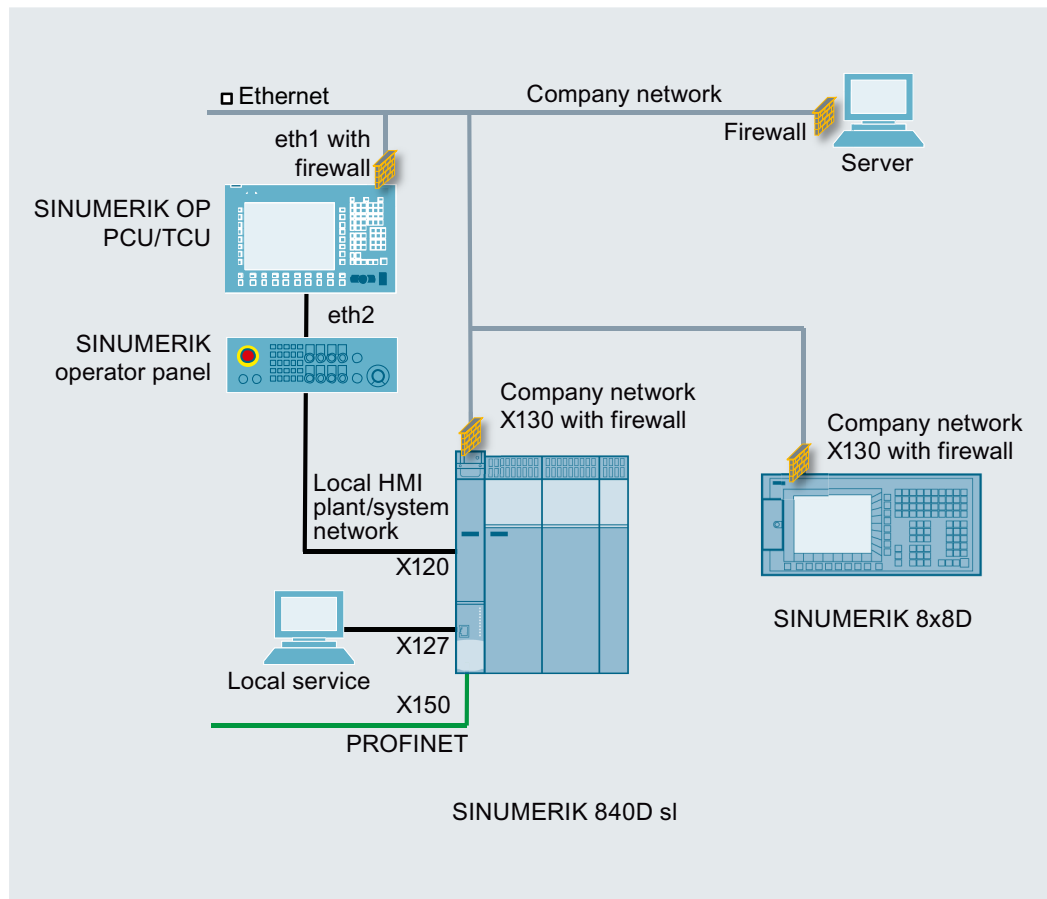 Ethernet
Company network
eth1 with
firewall
Firewall
Server
SINUMERIK OP
PCU/TCU
eth2
SINUMERIK
operator panel
Company network
X130 with firewall
Company network
X130 with firewall
Local HMI
plant/system
network
X120
SINUMERIK 8x8D
X127
Local service
X150
PROFINET
SINUMERIK 840D sl